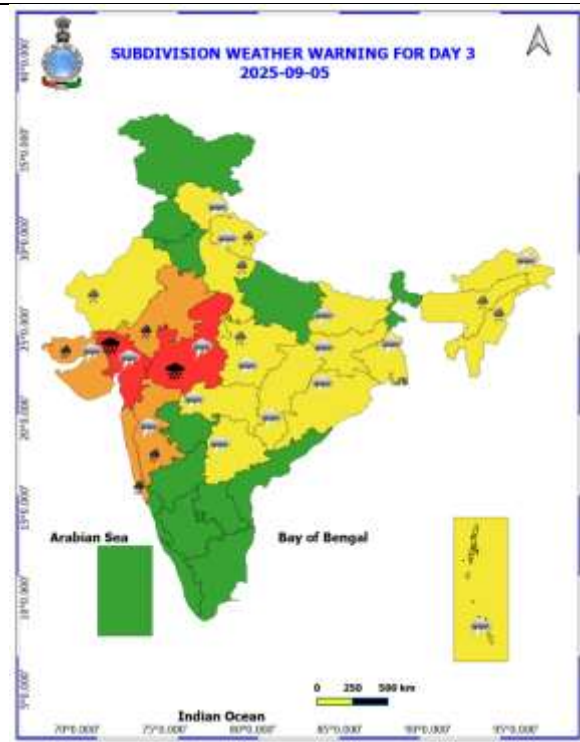 SUBDIVISION WEATHER WARNING FOR DAY 3
2025-09-05
Arabian Sea
Bay of Bengal
0 250 500 km
Indian Ocean
70°0.000' 75°0.000' 80°0.000' 85°0.000' 90°0.000' 95°0.000'